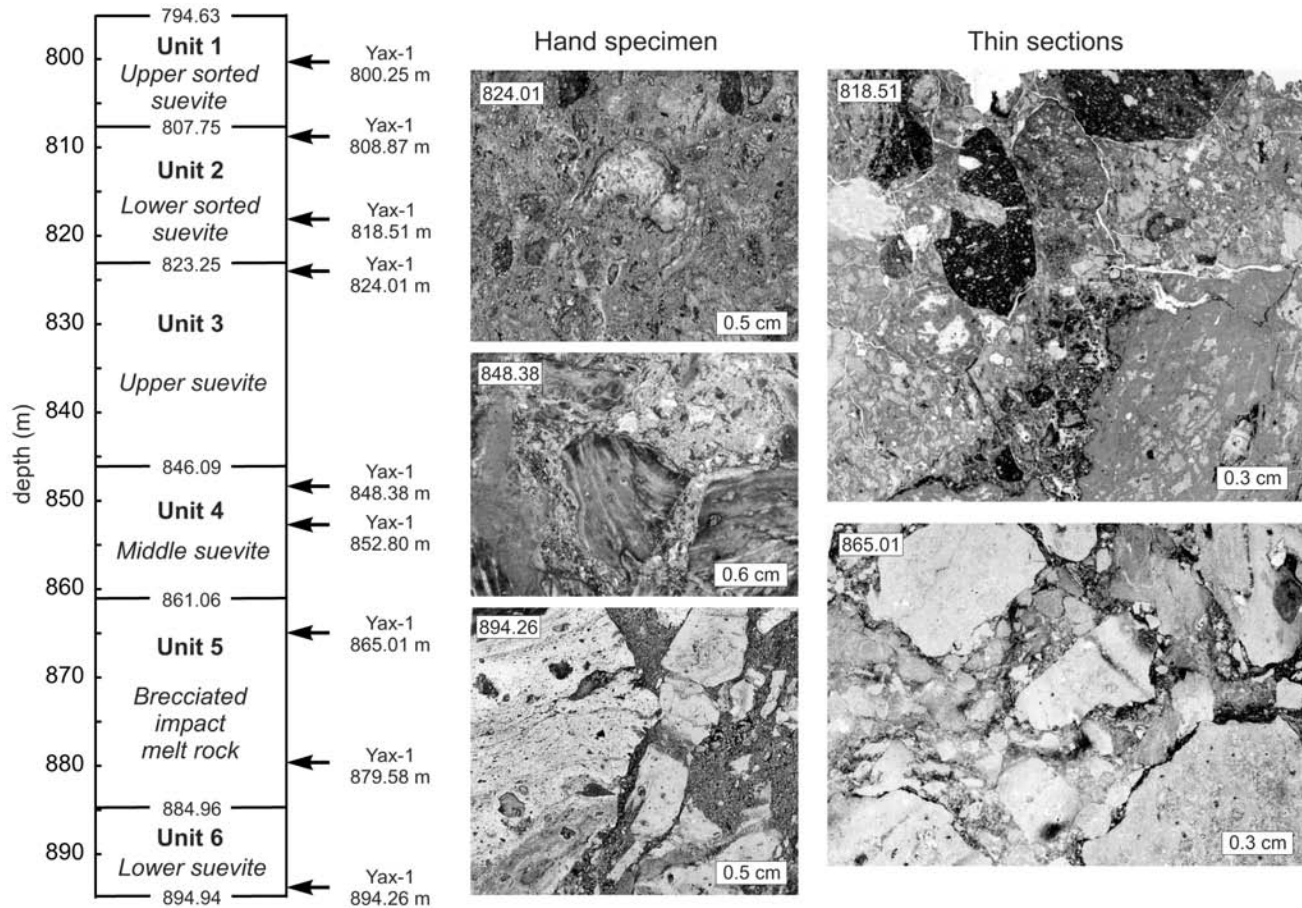 794.63
Unit 1
Upper sorted
suevite
807.75
Unit 2
Lower sorted
suevite
823.25
Unit 3
Upper suevite
846.09
Unit 4
Middle suevite
861.06
Unit 5
Brecciated
impact
melt rock
884.96
Unit 6
Lower suevite
894.94
depth (m)
800
810
820
830
840
850
860
870
880
890
Yax-1
800.25 m
Yax-1
808.87 m
Yax-1
818.51 m
Yax-1
824.01 m
Yax-1
848.38 m
Yax-1
852.80 m
Yax-1
865.01 m
Yax-1
879.58 m
Yax-1
894.26 m
Hand specimen
824.01
0.5 cm
848.38
0.6 cm
894.26
0.5 cm
Thin sections
818.51
0.3 cm
865.01
0.3 cm